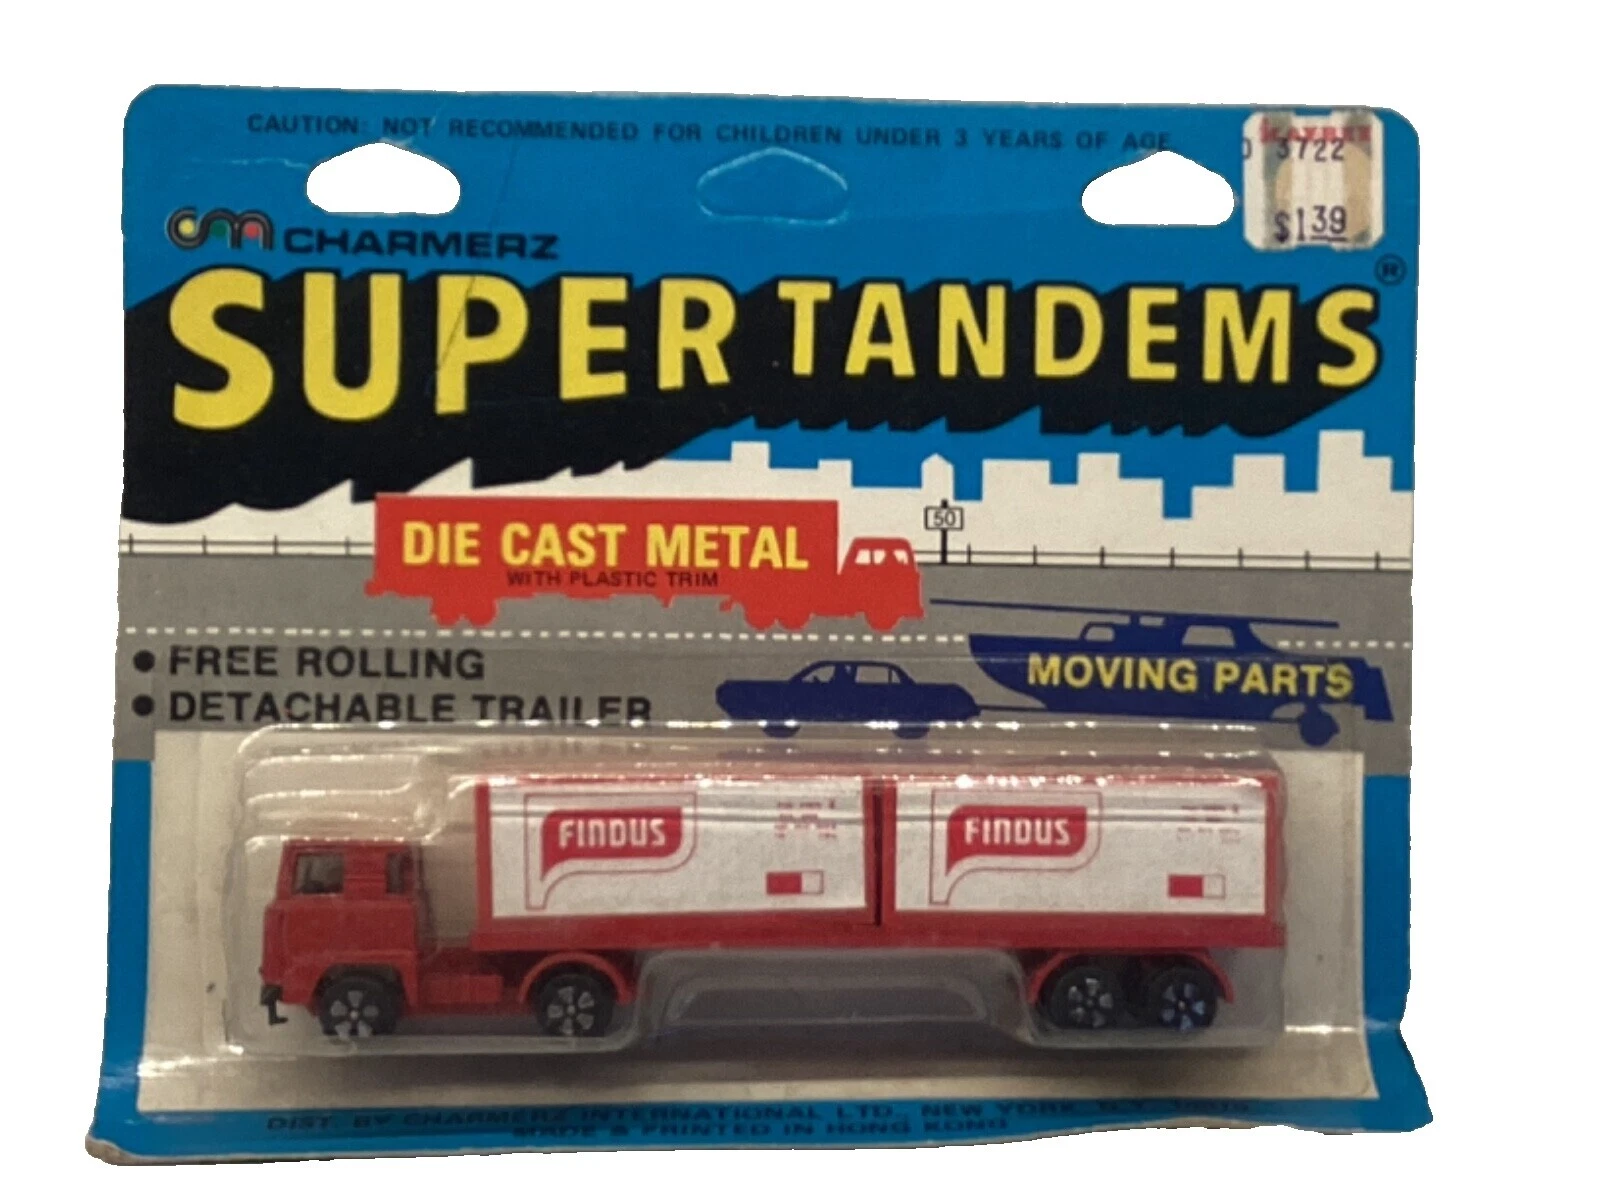 CAUTION: NOT RECOMMENDED FOR CHILDREN UNDER 3 YEARS OF AGE
3722
$1.39
cm CHARMERZ
SUPER TANDEMS®
50
DIE CAST METAL
WITH PLASTIC TRIM
• FREE ROLLING
• DETACHABLE TRAILER
MOVING PARTS
FINDUS
FINDUS
DIST. BY CHARMERZ INTERNATIONAL LTD., NEW YORK, N.Y.
MADE & PRINTED IN HONG KONG